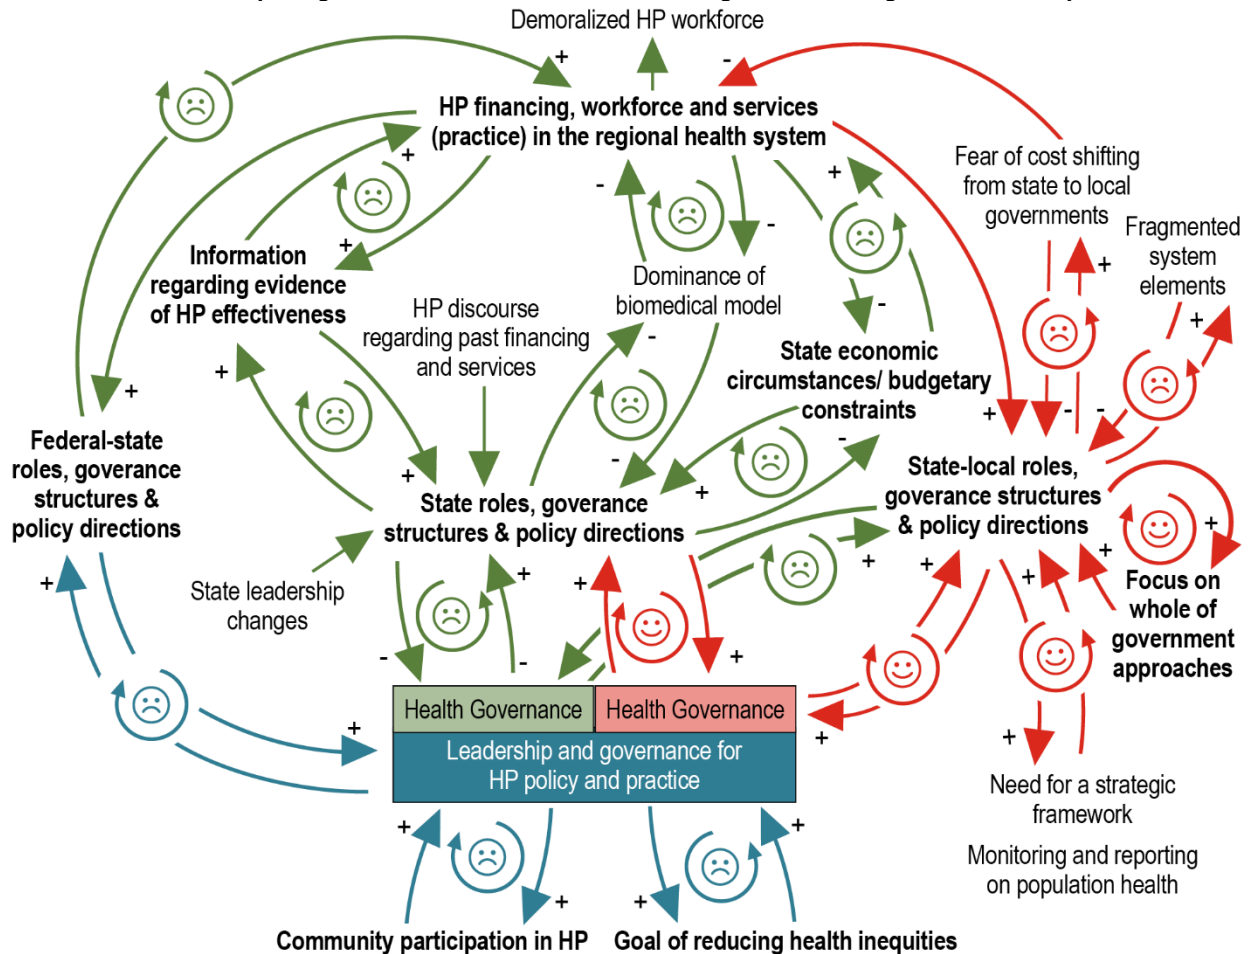 Demoralized HP workforce
HP financing, workforce and services
(practice) in the regional health system
Fear of cost shifting
from state to local
governments
Fragmented
system
elements
Information
regarding evidence
of HP effectiveness
HP discourse
regarding past financing
and services
Dominance of
biomedical model
State economic
circumstances/ budgetary
constraints
Federal-state
roles, goverance
structures &
policy directions
State roles, goverance
structures & policy directions
State-local roles,
goverance structures
& policy directions
State leadership
changes
Focus on
whole of
government
approaches
Health Governance
Health Governance
Leadership and governance for
HP policy and practice
Need for a strategic
framework
Monitoring and reporting
on population health
Community participation in HP
Goal of reducing health inequities